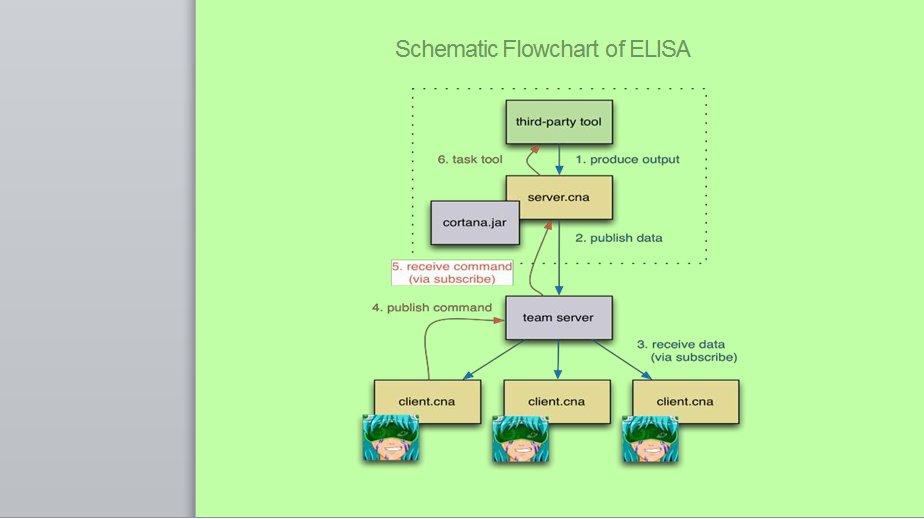 Schematic Flowchart of ELISA
third-party tool
6. task tool
1. produce output
server.cna
cortana.jar
2. publish data
5. receive command
(via subscribe)
4. publish command
team server
3. receive data
(via subscribe)
client.cna
client.cna
client.cna